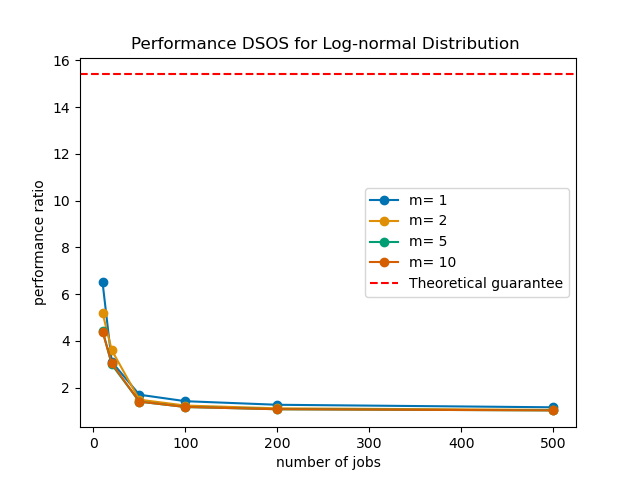 Performance DSOS for Log-normal Distribution
16
14
12
10
8
6
4
2
performance ratio
m= 1
m= 2
m= 5
m= 10
Theoretical guarantee
0 100 200 300 400 500
number of jobs